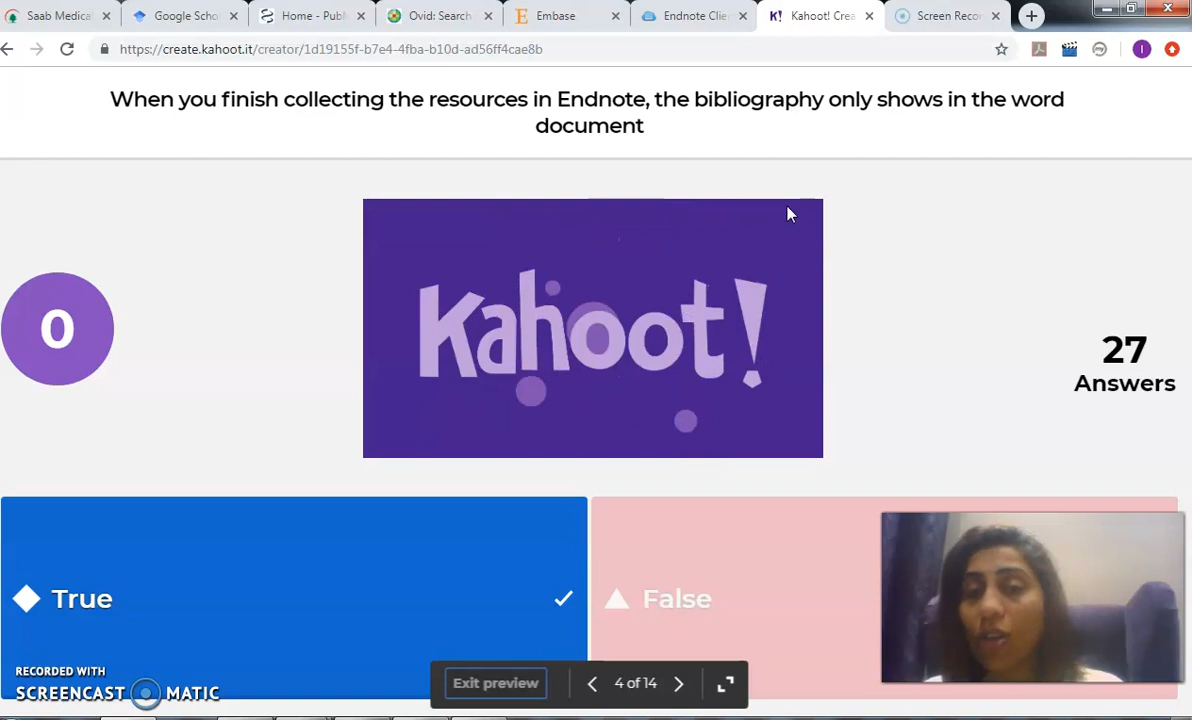 Saab Medica
Google Scho
Home - Publ
Ovid: Search
Embase
Endnote Clie
Kahoot! Crea
Screen Reco
https://create.kahoot.it/creator/1d19155f-b7e4-4fba-b10d-ad56ff4cae8b
When you finish collecting the resources in Endnote, the bibliography only shows in the word
document
Kahoot!
0
27
Answers
True
False
RECORDED WITH
SCREENCAST MATIC
Exit preview
4 of 14